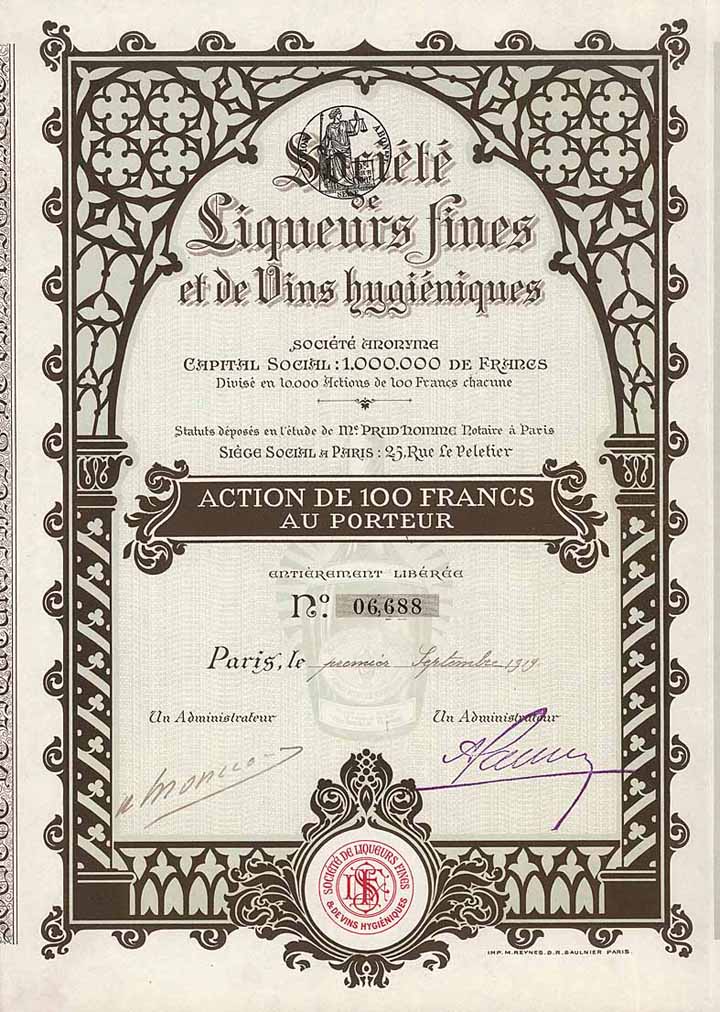 Société
de
Liqueurs fines
et de Vins hygiéniques
SOCIÉTÉ ANONYME
CAPITAL SOCIAL : 1.000.000 DE FRANCS
Divisé en 10.000 Actions de 100 Francs chacune
Statuts déposés en l'étude de Me. PRUD'HOMME Notaire à Paris
SIÈGE SOCIAL A PARIS : 25, Rue Le Peletier
ACTION DE 100 FRANCS
AU PORTEUR
ENTIÈREMENT LIBÉRÉE
No. 06,688
Paris, le premier Septembre 1919
Un Administrateur Un Administrateur
SOCIÉTÉ DE LIQUEURS FINES
& DE VINS HYGIÉNIQUES
IMP. M. REYNES. D. R. SAULNIER PARIS.